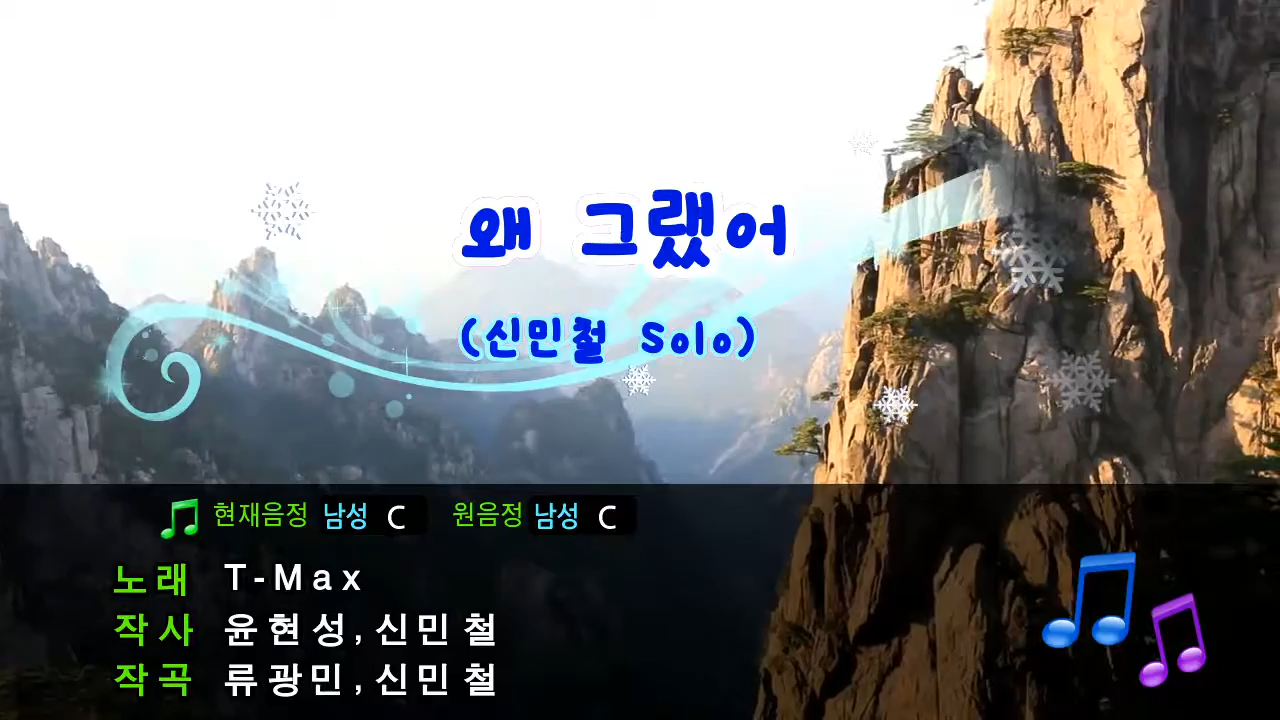 왜 그랬어
(신민철 Solo)
현재음정 남성 C 원음정 남성 C
노래 T-Max
작사 윤현성,신민철
작곡 류광민,신민철